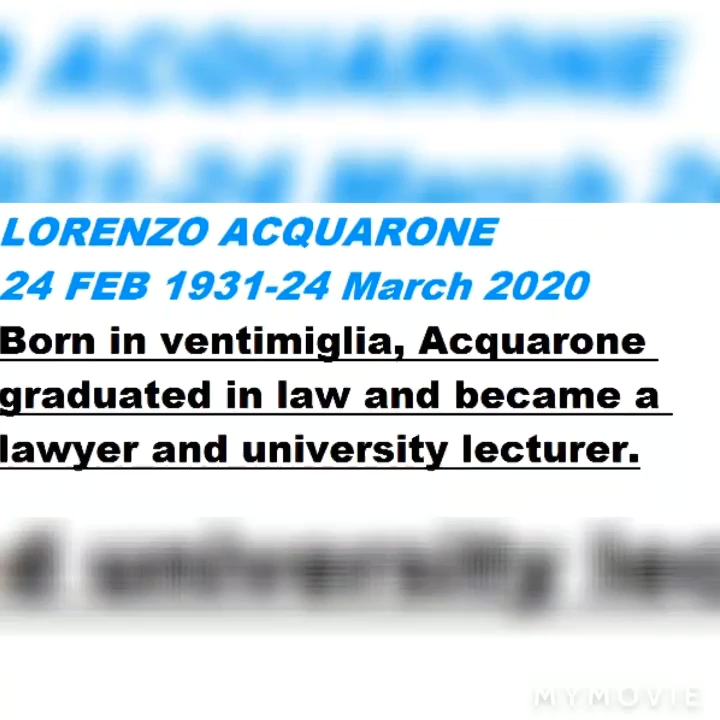 LORENZO ACQUARONE
24 FEB 1931-24 March 2020
Born in ventimiglia, Acquarone
graduated in law and became a
lawyer and university lecturer.
MYMOVIE